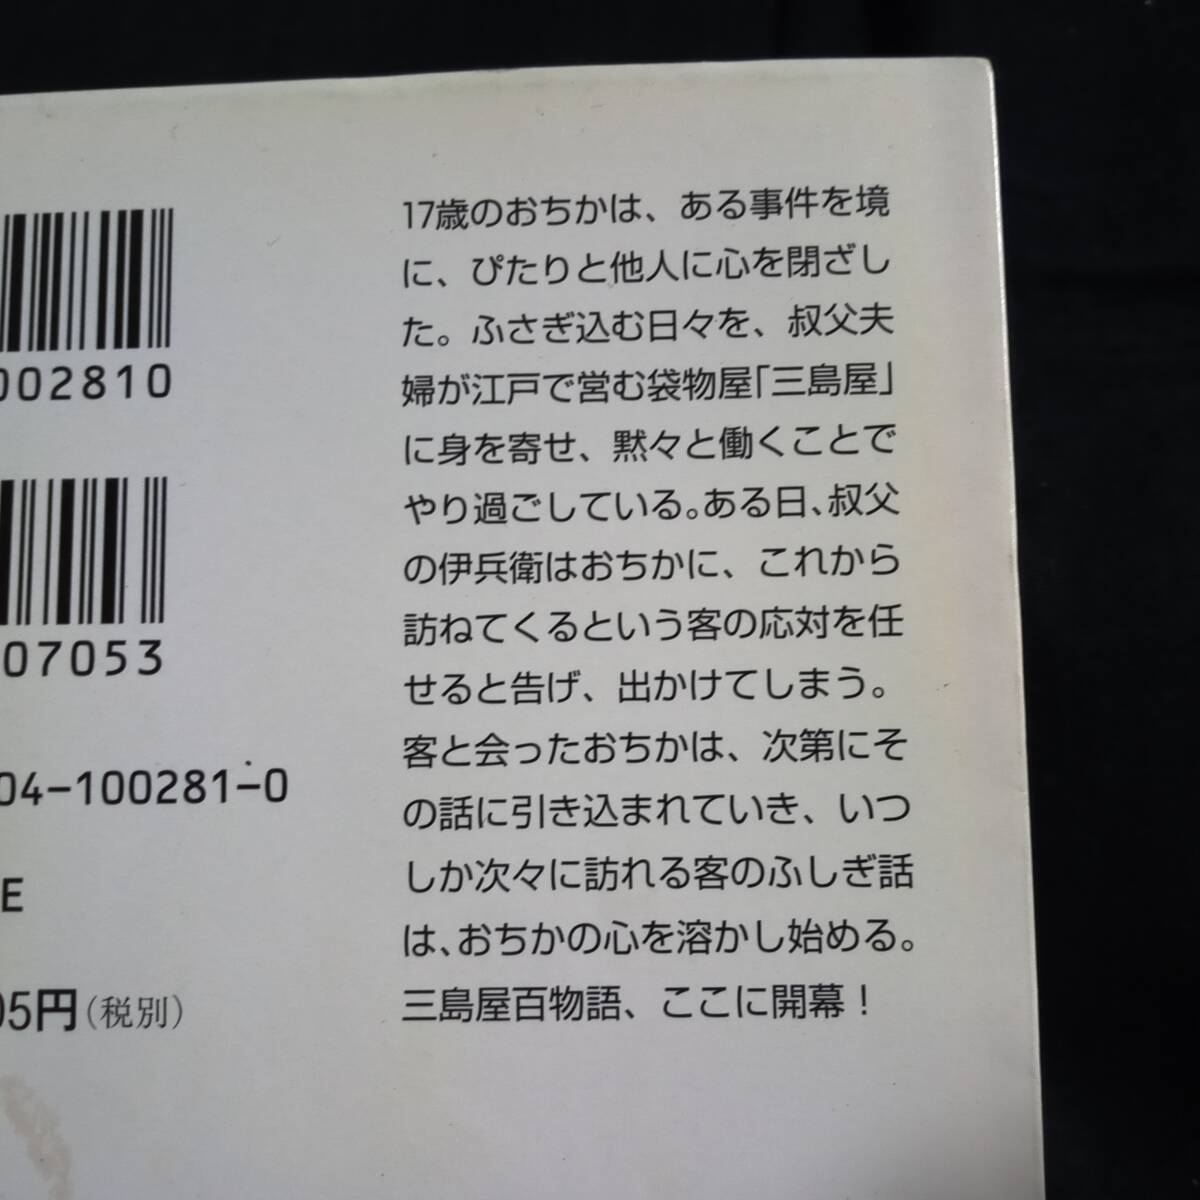 002810
07053
04-100281-0
E
05円(税別)
17歳のおちかは、ある事件を境
に、ぴたりと他人に心を閉ざし
た。ふさぎ込む日々を、叔父夫
婦が江戸で営む袋物屋「三島屋」
に身を寄せ、黙々と働くことで
やり過ごしている。ある日、叔父
の伊兵衛はおちかに、これから
訪ねてくるという客の応対を任
せると告げ、出かけてしまう。
客と会ったおちかは、次第にそ
の話に引き込まれていき、いつ
しか次々に訪れる客のふしぎ話
は、おちかの心を溶かし始める。
三島屋百物語、ここに開幕！